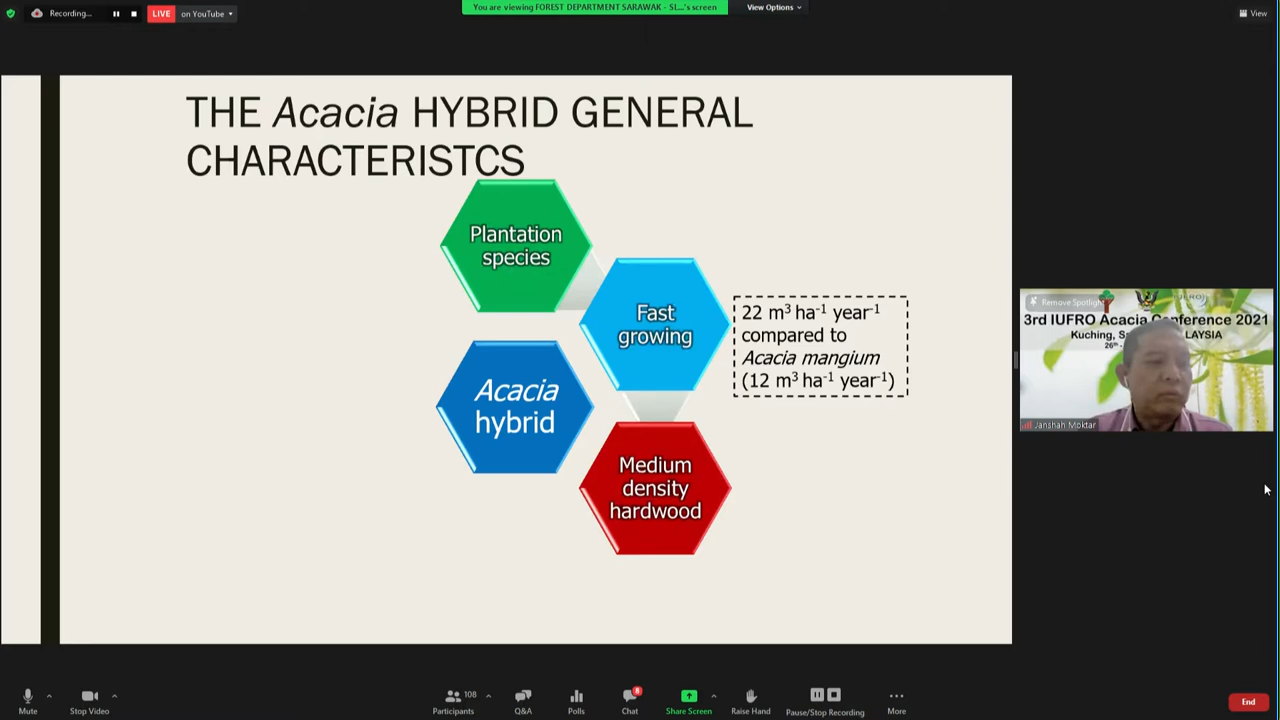 Recording...
LIVE
on YouTube
You are viewing FOREST DEPARTMENT SARAWAK - SL...'s screen
View Options
View
THE Acacia HYBRID GENERAL
CHARACTERISTCS
Plantation
species
Fast
growing
22 m³ ha⁻¹ year⁻¹
compared to
Acacia mangium
(12 m³ ha⁻¹ year⁻¹)
Acacia
hybrid
Medium
density
hardwood
Remove Spotlight
3rd IUFRO Acacia Conference 2021
Kuching,
26th
Janshah Moktar
Mute
Stop Video
Participants
108
Q&A
Polls
Chat
8
Share Screen
Raise Hand
Pause/Stop Recording
More
End